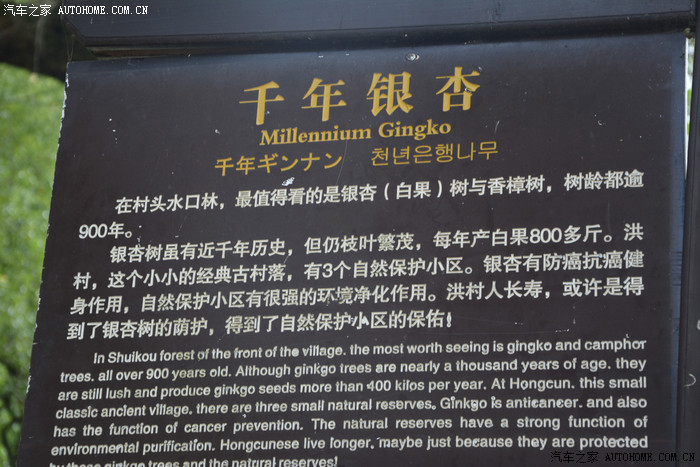 汽车之家 AUTOHOME.COM.CN
千年银杏
Millennium Gingko
千年ギンナン 천년은행나무
在村头水口林，最值得看的是银杏（白果）树与香樟树，树龄都逾
900年。
银杏树虽有近千年历史，但仍枝叶繁茂，每年产白果800多斤。洪
村，这个小小的经典古村落，有3个自然保护小区。银杏有防癌抗癌健
身作用，自然保护小区有很强的环境净化作用。洪村人长寿，或许是得
到了银杏树的荫护，得到了自然保护小区的保佑！
In Shuikou forest of the front of the village. the most worth seeing is gingko and camphor
trees. all over 900 years old. Although ginkgo trees are nearly a thousand years of age. they
are still lush and produce ginkgo seeds more than 400 kilos per year. At Hongcun. this small
classic ancient village. there are three small natural reserves. Ginkgo is anticancer. and also
has the function of cancer prevention. The natural reserves have a strong function of
environmental purification. Hongcunese live longer. maybe just because they are protected
by these ginkgo trees and the natural reserves!
汽车之家 AUTOHOME.COM.CN